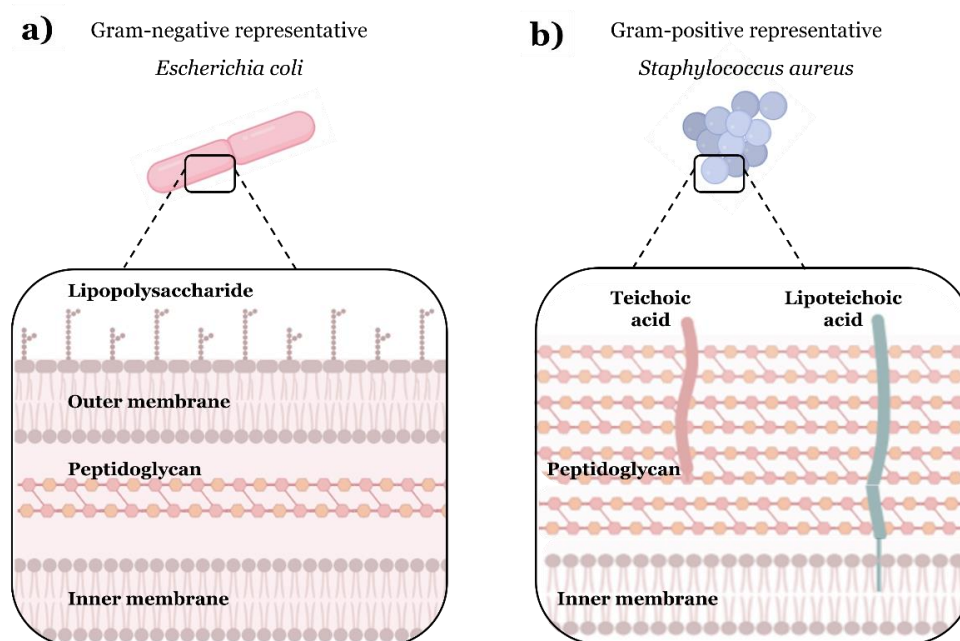 a)
Gram-negative representative
Escherichia coli
Lipopolysaccharide
Outer membrane
Peptidoglycan
Inner membrane
b)
Gram-positive representative
Staphylococcus aureus
Teichoic
acid
Lipoteichoic
acid
Peptidoglycan
Inner membrane